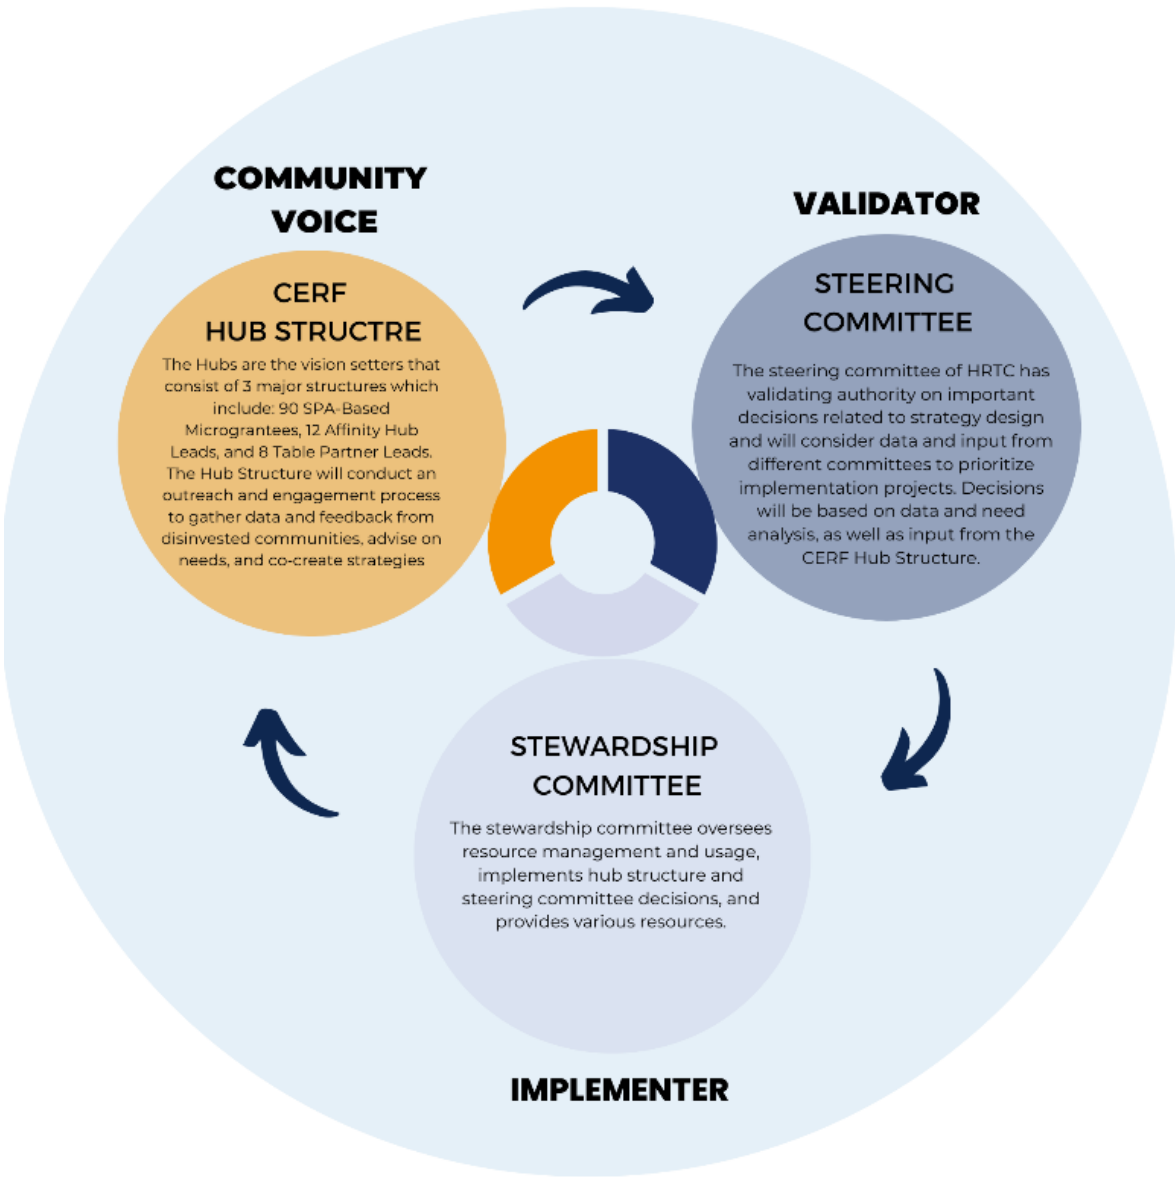 COMMUNITY
VOICE
CERF
HUB STRUCTRE
The Hubs are the vision setters that
consist of 3 major structures which
include: 90 SPA-Based
Micrograntees, 12 Affinity Hub
Leads, and 8 Table Partner Leads.
The Hub Structure will conduct an
outreach and engagement process
to gather data and feedback from
disinvested communities, advise on
needs, and co-create strategies
VALIDATOR
STEERING
COMMITTEE
The steering committee of HRTC has
validating authority on important
decisions related to strategy design
and will consider data and input from
different committees to prioritize
implementation projects. Decisions
will be based on data and need
analysis, as well as input from the
CERF Hub Structure.
STEWARDSHIP
COMMITTEE
The stewardship committee oversees
resource management and usage,
implements hub structure and
steering committee decisions, and
provides various resources.
IMPLEMENTER